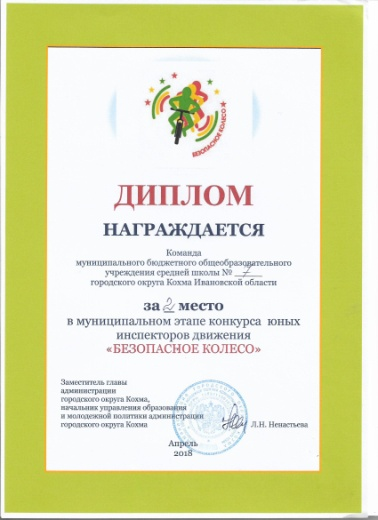 БЕЗОПАСНОЕ КОЛЕСО
ДИПЛОМ
НАГРАЖДАЕТСЯ
Команда
муниципального бюджетного общеобразовательного
учреждения средней школы № 7
городского округа Кохма Ивановской области
за 2 место
в муниципальном этапе конкурса юных
инспекторов движения
«БЕЗОПАСНОЕ КОЛЕСО»
Заместитель главы
администрации
городского округа Кохма,
начальник управления образования
и молодежной политики администрации
городского округа Кохма
Л.Н. Ненастьева
Апрель
2018